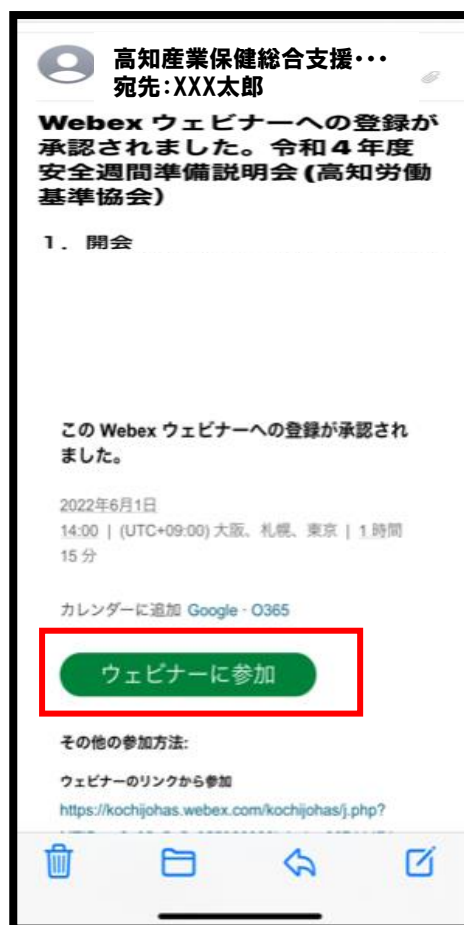 高知産業保健総合支援・・・
宛先：XXX太郎
Webex ウェビナーへの登録が
承認されました。令和４年度
安全週間準備説明会 (高知労働
基準協会）
１．開会
この Webex ウェビナーへの登録が承認され
ました。
2022年6月1日
14:00 | (UTC+09:00) 大阪、札幌、東京 | 1 時間
15 分
カレンダーに追加 Google · O365
ウェビナーに参加
その他の参加方法:
ウェビナーのリンクから参加
https://kochijohas.webex.com/kochijohas/j.php?